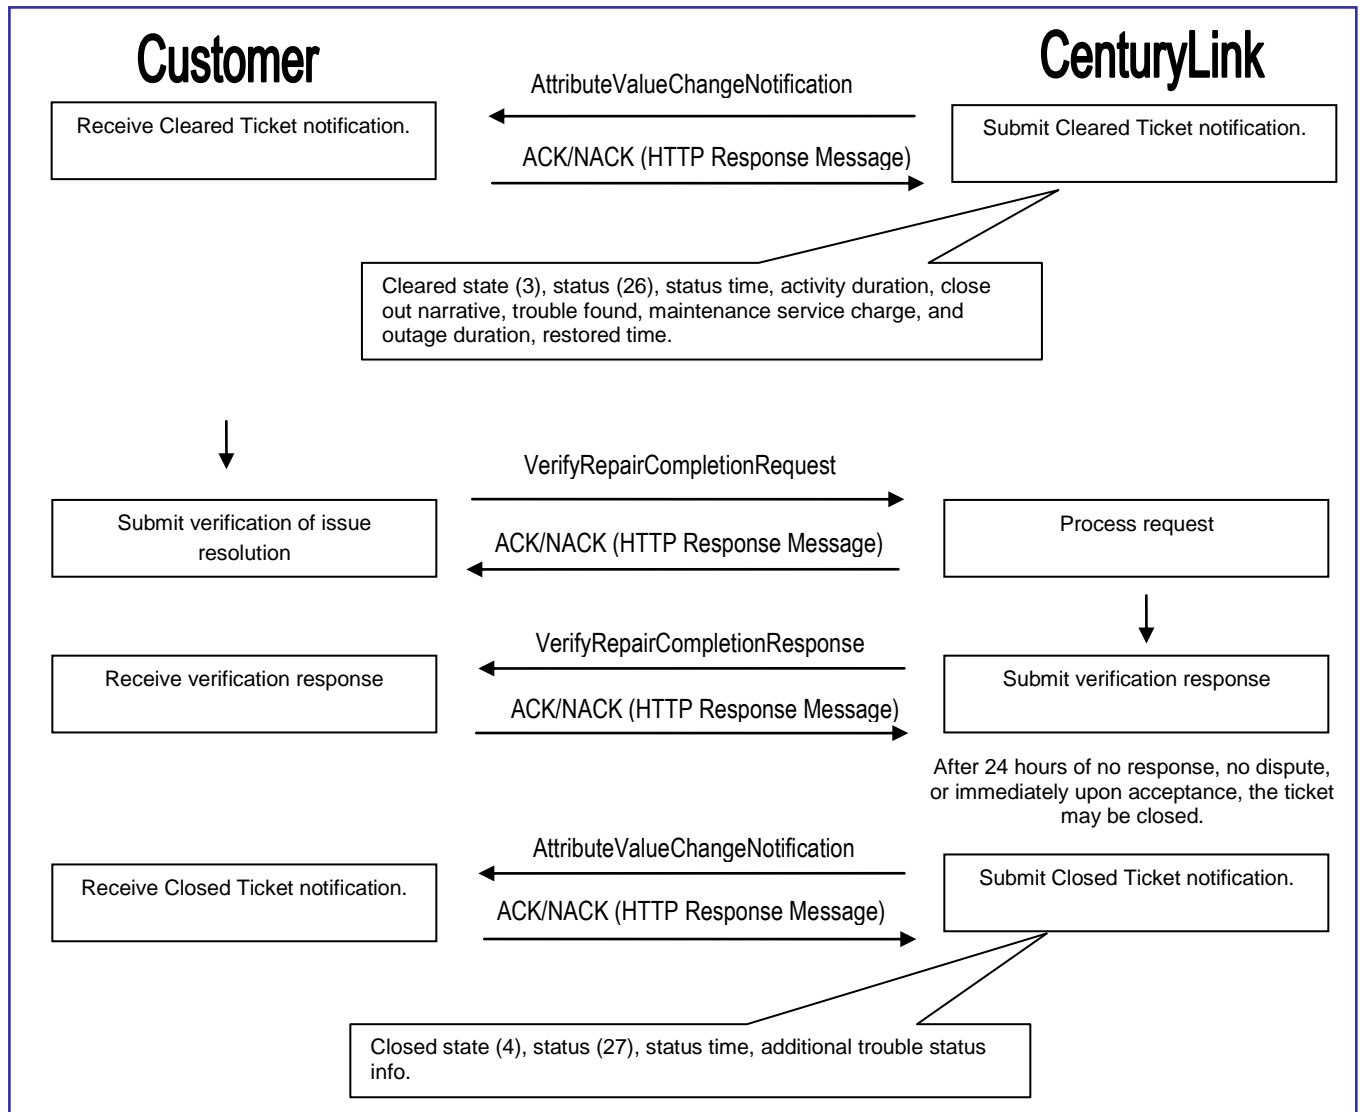 Customer
CenturyLink
AttributeValueChangeNotification
Receive Cleared Ticket notification.
Submit Cleared Ticket notification.
ACK/NACK (HTTP Response Message)
Cleared state (3), status (26), status time, activity duration, close
out narrative, trouble found, maintenance service charge, and
outage duration, restored time.
VerifyRepairCompletionRequest
Submit verification of issue
resolution
Process request
ACK/NACK (HTTP Response Message)
VerifyRepairCompletionResponse
Receive verification response
Submit verification response
ACK/NACK (HTTP Response Message)
After 24 hours of no response, no dispute,
or immediately upon acceptance, the ticket
may be closed.
AttributeValueChangeNotification
Receive Closed Ticket notification.
Submit Closed Ticket notification.
ACK/NACK (HTTP Response Message)
Closed state (4), status (27), status time, additional trouble status
info.